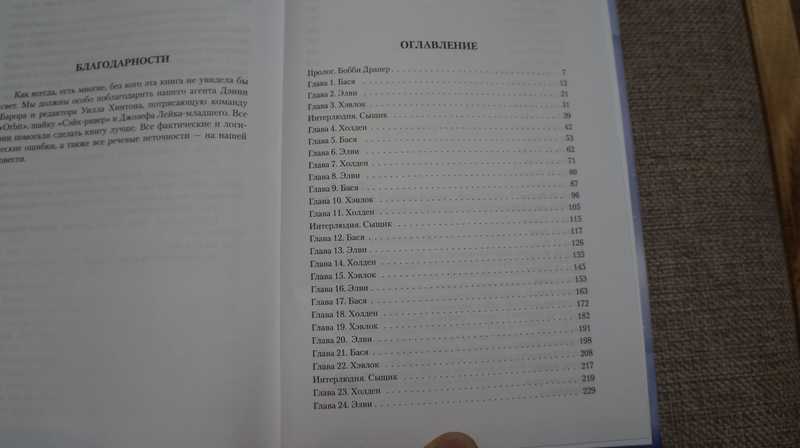 БЛАГОДАРНОСТИ
Как всегда, есть многие, без кого эта книга не увидела бы
свет. Мы должны особо поблагодарить нашего агента Дэнни
Бэрора и редактора Уилла Хинтона, потрясающую команду
«Orbit», шайку «Сэйк-ривер» и Джозефа Лейка-младшего. Все
они помогали сделать книгу лучше. Все фактические и логи-
ческие ошибки, а также все речевые неточности — на нашей
совести.
ОГЛАВЛЕНИЕ
Пролог. Бобби Драпер 7
Глава 1. Бася 12
Глава 2. Элви 21
Глава 3. Хэвлок 31
Интерлюдия. Сыщик 39
Глава 4. Холден 42
Глава 5. Бася 53
Глава 6. Элви 62
Глава 7. Холден 71
Глава 8. Элви 80
Глава 9. Бася 87
Глава 10. Хэвлок 96
Глава 11. Холден 105
Интерлюдия. Сыщик 115
Глава 12. Бася 117
Глава 13. Элви 126
Глава 14. Холден 135
Глава 15. Хэвлок 145
Глава 16. Элви 153
Глава 17. Бася 163
Глава 18. Холден 172
Глава 19. Хэвлок 182
Глава 20. Элви 191
Глава 21. Бася 198
Глава 22. Хэвлок 208
Интерлюдия. Сыщик 217
Глава 23. Холден 219
Глава 24. Элви 229